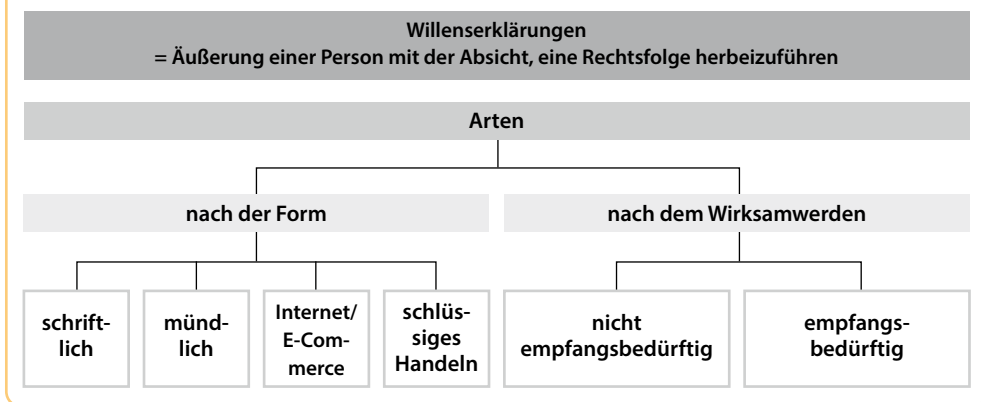 Willenserklärungen
= Äußerung einer Person mit der Absicht, eine Rechtsfolge herbeizuführen
Arten
nach der Form
nach dem Wirksamwerden
schrift-
lich
münd-
lich
Internet/
E-Com-
merce
schlüs-
siges
Handeln
nicht
empfangsbedürftig
empfangs-
bedürftig